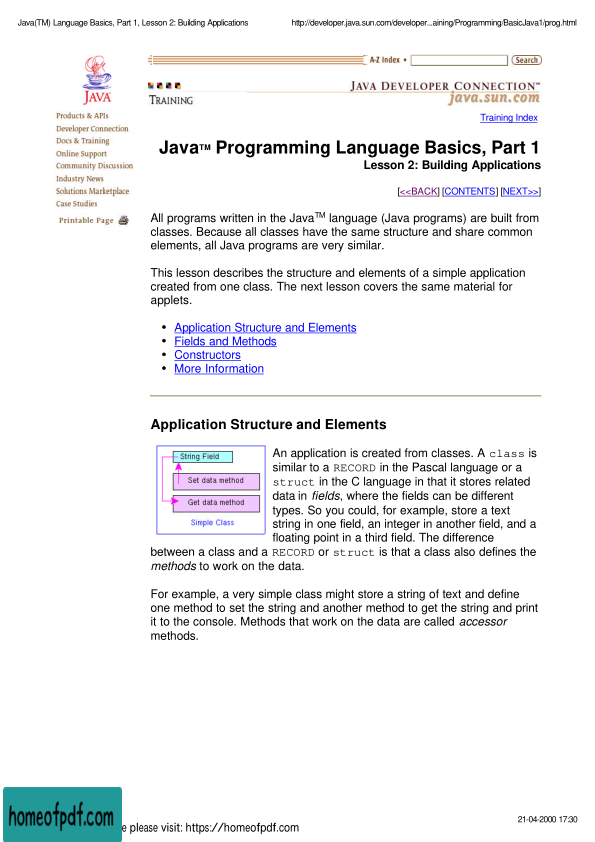 Java(TM) Language Basics, Part 1, Lesson 2: Building Applications
http://developer.java.sun.com/developer...aining/Programming/BasicJava1/prog.html
A-Z Index • Search
JAVA
TRAINING
JAVA DEVELOPER CONNECTION℠
java.sun.com
Training Index
Products & APIs
Developer Connection
Docs & Training
Online Support
Community Discussion
Industry News
Solutions Marketplace
Case Studies
Printable Page
Java™ Programming Language Basics, Part 1
Lesson 2: Building Applications
[<<BACK] [CONTENTS] [NEXT>>]
All programs written in the Java™ language (Java programs) are built from
classes. Because all classes have the same structure and share common
elements, all Java programs are very similar.
This lesson describes the structure and elements of a simple application
created from one class. The next lesson covers the same material for
applets.
• Application Structure and Elements
• Fields and Methods
• Constructors
• More Information
Application Structure and Elements
String Field
Set data method
Get data method
Simple Class
An application is created from classes. A class is
similar to a RECORD in the Pascal language or a
struct in the C language in that it stores related
data in fields, where the fields can be different
types. So you could, for example, store a text
string in one field, an integer in another field, and a
floating point in a third field. The difference
between a class and a RECORD or struct is that a class also defines the
methods to work on the data.
For example, a very simple class might store a string of text and define
one method to set the string and another method to get the string and print
it to the console. Methods that work on the data are called accessor
methods.
homeofpdf.com
e please visit: https://homeofpdf.com
21-04-2000 17:30